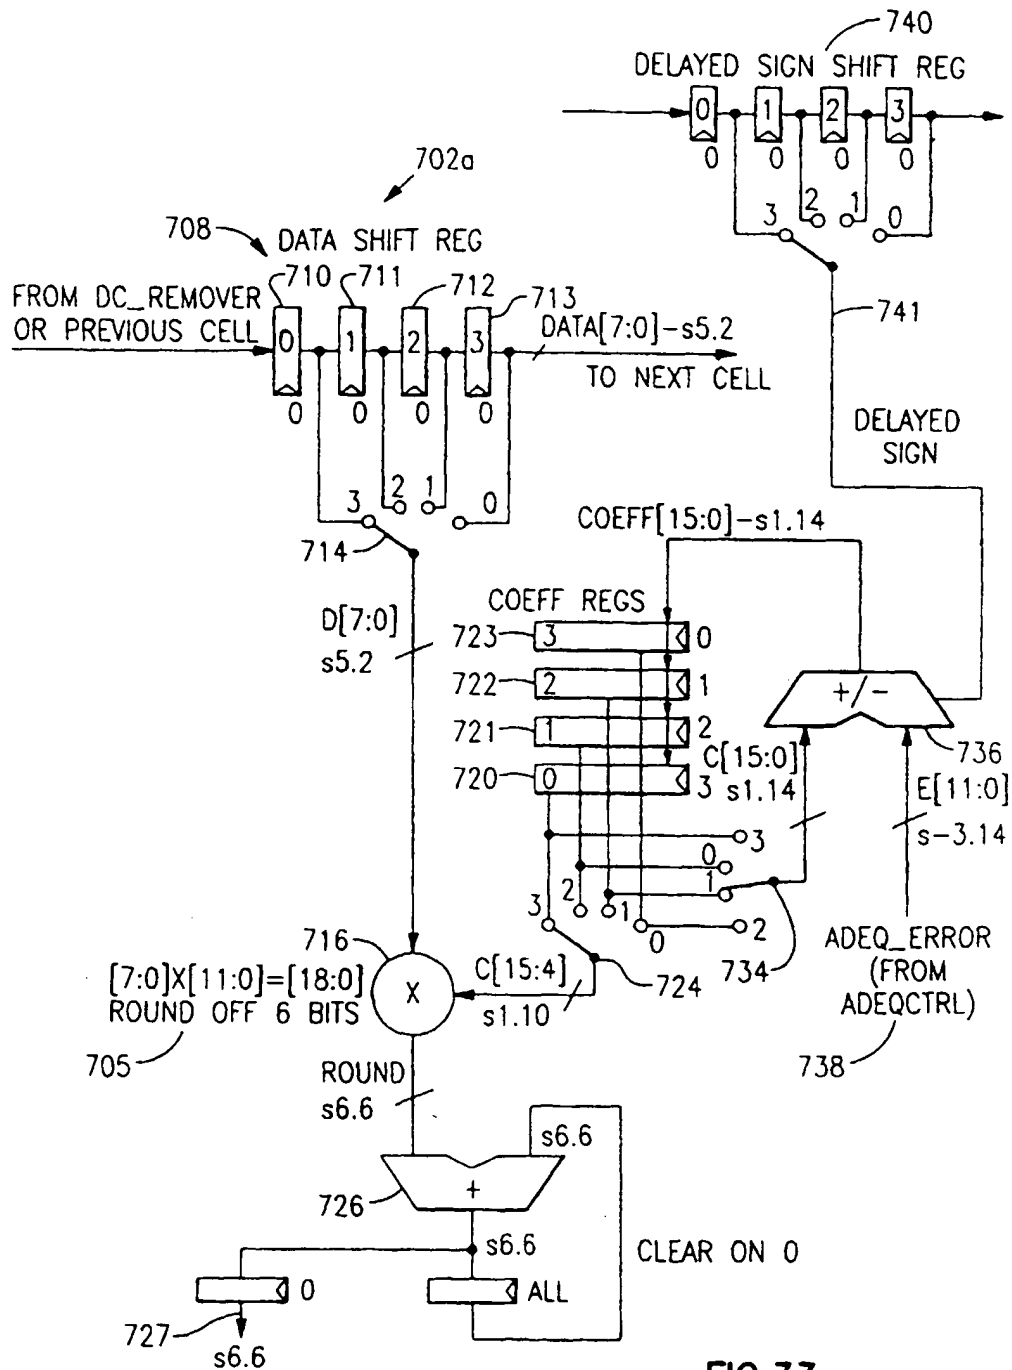 740
DELAYED SIGN SHIFT REG
0 1 2 3
0 0 0 0
3 2 1 0
741
DELAYED
SIGN
702a
708
DATA SHIFT REG
710 711 712 713
FROM DC_REMOVER
OR PREVIOUS CELL
0 1 2 3
DATA[7:0]-s5.2
TO NEXT CELL
0 0 0 0
3 2 1 0
714
D[7:0]
s5.2
COEFF[15:0]-s1.14
COEFF REGS
723 3 0
722 2 1
721 1 2
720 0 3
+/-
736
C[15:0]
s1.14
E[11:0]
s-3.14
3
0
1
2
3 2 1 0
734
724
ADEQ_ERROR
(FROM
ADEQCTRL)
738
716
[7:0]X[11:0]=[18:0]
ROUND OFF 6 BITS
705
X
C[15:4]
s1.10
ROUND
s6.6
s6.6
726
+
s6.6
CLEAR ON 0
0
ALL
727
s6.6